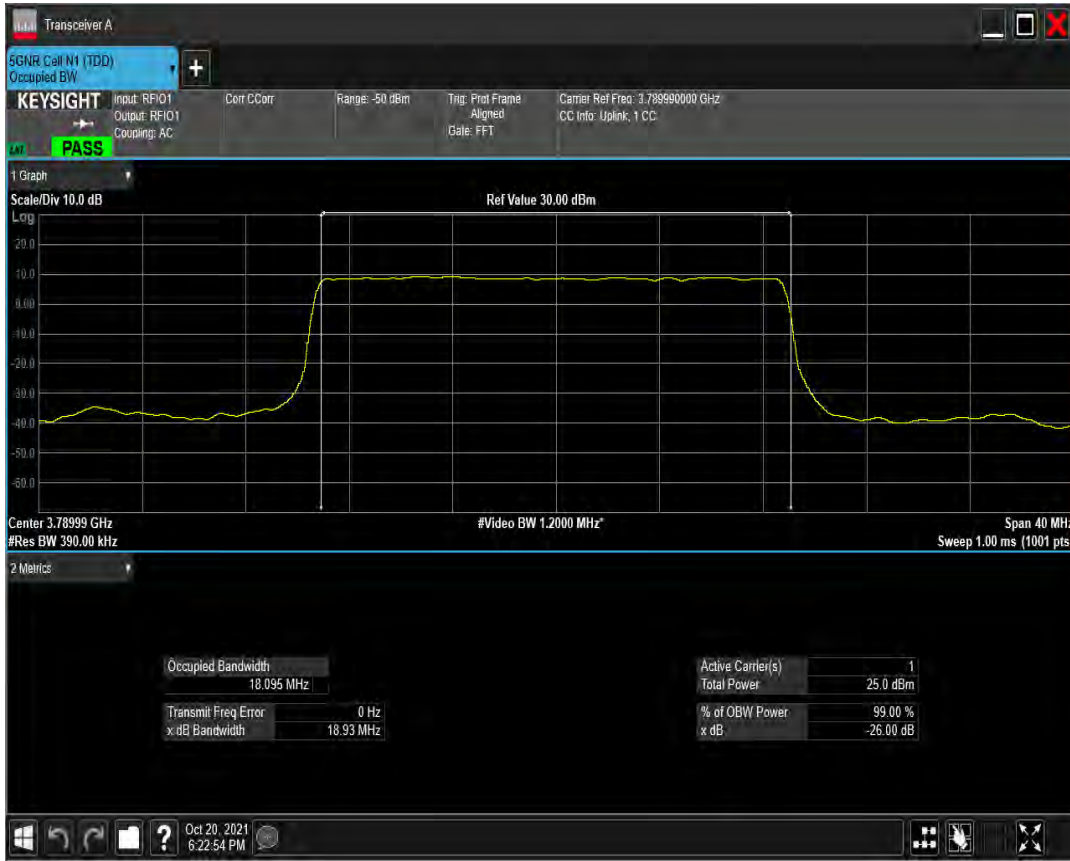 Transceiver A
5GNR Cell N1 (TDD)
Occupied BW
+
KEYSIGHT
PASS
Input: RFIO1
Output: RFIO1
Coupling: AC
Corr CCorr
Range: -50 dBm
Trig: Prot Frame
Aligned
Gate: FFT
Carrier Ref Freq: 3.789990000 GHz
CC Info: Uplink, 1 CC
1 Graph
Scale/Div 10.0 dB
Ref Value 30.00 dBm
Log
20.0
10.0
0.00
-10.0
-20.0
-30.0
-40.0
-50.0
-60.0
Center 3.78999 GHz
#Video BW 1.2000 MHz*
Span 40 MHz
#Res BW 390.00 kHz
Sweep 1.00 ms (1001 pts
2 Metrics
Occupied Bandwidth
18.095 MHz
Transmit Freq Error 0 Hz
x dB Bandwidth 18.93 MHz
Active Carrier(s) 1
Total Power 25.0 dBm
% of OBW Power 99.00 %
x dB -26.00 dB
?
Oct 20, 2021
6:22:54 PM